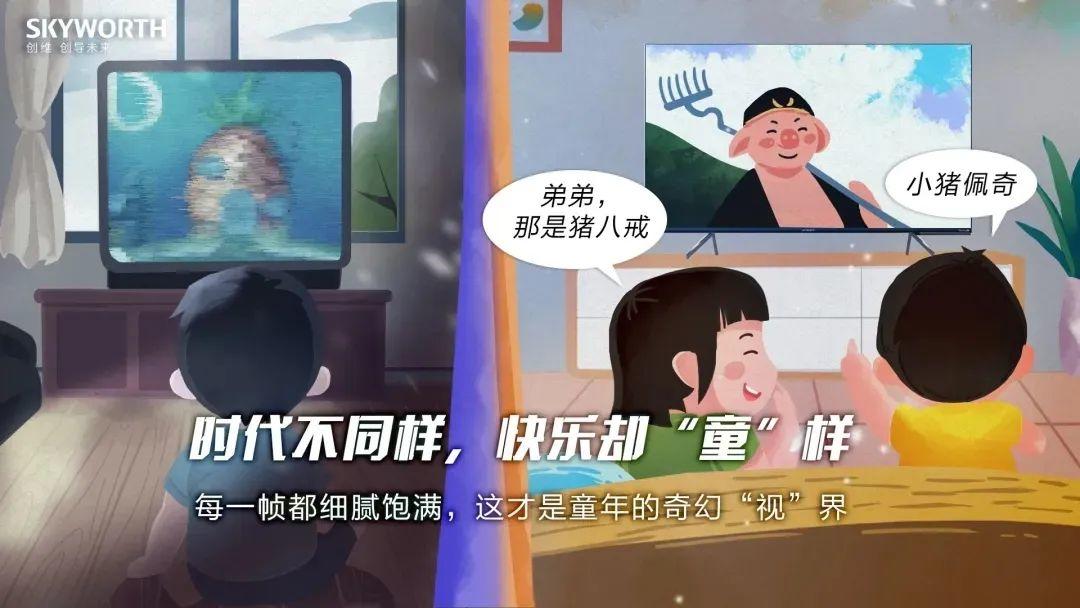 SKYWORTH
创维 创导未来
弟弟，
那是猪八戒
小猪佩奇
时代不同样，快乐却“童”样
每一帧都细腻饱满，这才是童年的奇幻“视”界